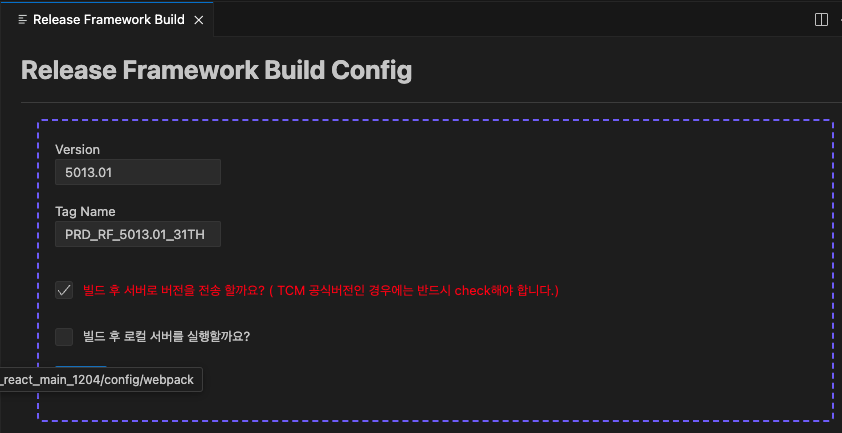 Release Framework Build
Release Framework Build Config
Version
5013.01
Tag Name
PRD_RF_5013.01_31TH
빌드 후 서버로 버전을 전송 할까요? ( TCM 공식버전인 경우에는 반드시 check해야 합니다.)
빌드 후 로컬 서버를 실행할까요?
_react_main_1204/config/webpack